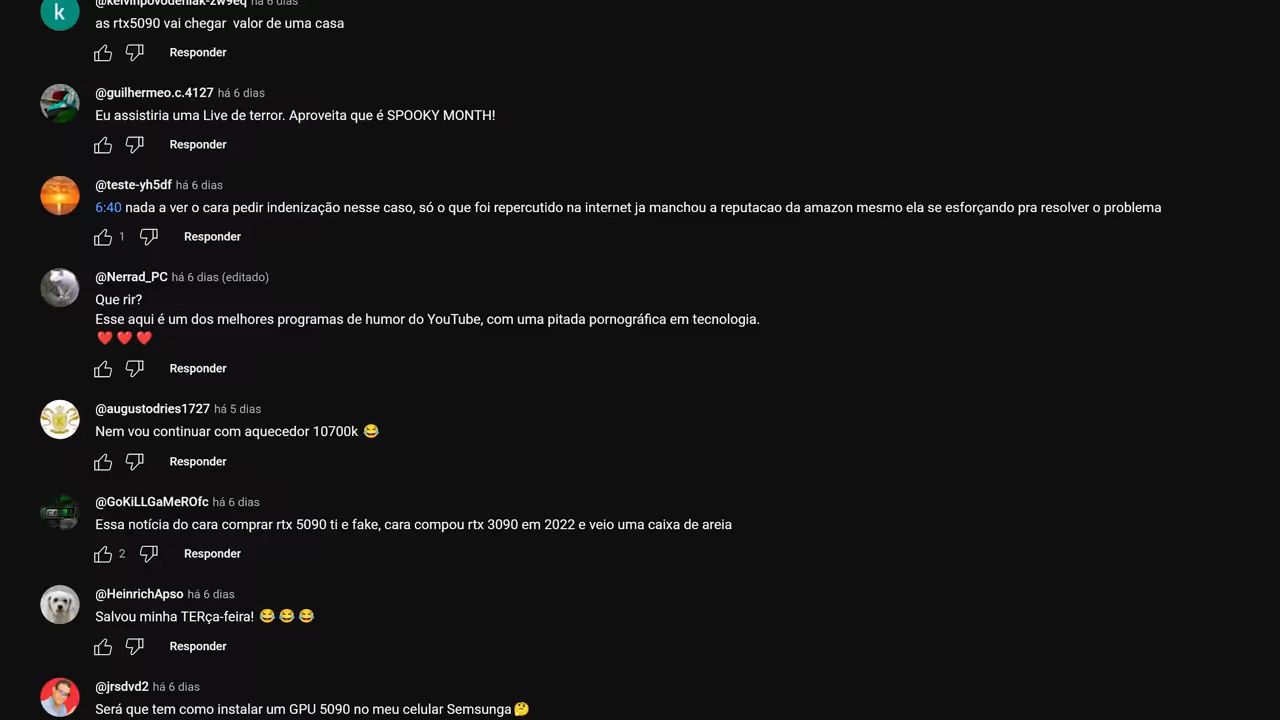 @kelvinpovodeniak-zw9eq há 6 dias
as rtx5090 vai chegar valor de uma casa
Responder
@guilhermeo.c.4127 há 6 dias
Eu assistiria uma Live de terror. Aproveita que é SPOOKY MONTH!
Responder
@teste-yh5df há 6 dias
6:40 nada a ver o cara pedir indenização nesse caso, só o que foi repercutido na internet ja manchou a reputacao da amazon mesmo ela se esforçando pra resolver o problema
1 Responder
@Nerrad_PC há 6 dias (editado)
Que rir?
Esse aqui é um dos melhores programas de humor do YouTube, com uma pitada pornográfica em tecnologia.
❤️❤️❤️
Responder
@augustodries1727 há 5 dias
Nem vou continuar com aquecedor 10700k 😂
Responder
@GoKiLLGaMeROfc há 6 dias
Essa notícia do cara comprar rtx 5090 ti e fake, cara compou rtx 3090 em 2022 e veio uma caixa de areia
2 Responder
@HeinrichApso há 6 dias
Salvou minha TERça-feira! 😂😂😂
Responder
@jrsdvd2 há 6 dias
Será que tem como instalar um GPU 5090 no meu celular Semsunga🤔